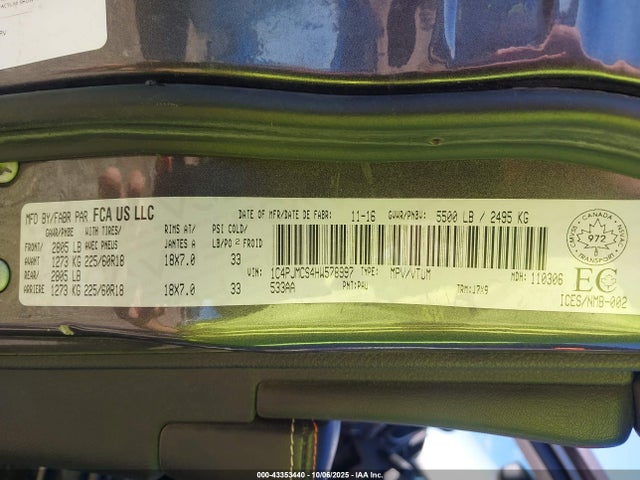 MFD BY/FABR PAR FCA US LLC
DATE OF MFR/DATE DE FABR: 11-16 GVWR/PNBV: 5500 LB / 2495 KG
GAWR/PNBE WITH TIRES/ RIMS AT/ PSI COLD/
FRONT/ 2805 LB AVEC PNEUS JANTES A LB/PO² FROID
AVANT 1273 KG 225/60R18 18X7.0 33
REAR/ 2805 LB
ARRIERE 1273 KG 225/60R18 18X7.0 33
VIN: 1C4PJMCS4HW578997 TYPE: MPV/VTUM MDH: 110306
533AA PNT: PAU TRM: J7X9
CANADA
972
TRANSPORT
EC
ICES/NMB-002
000-43353440 - 10/06/2025 - IAA Inc.